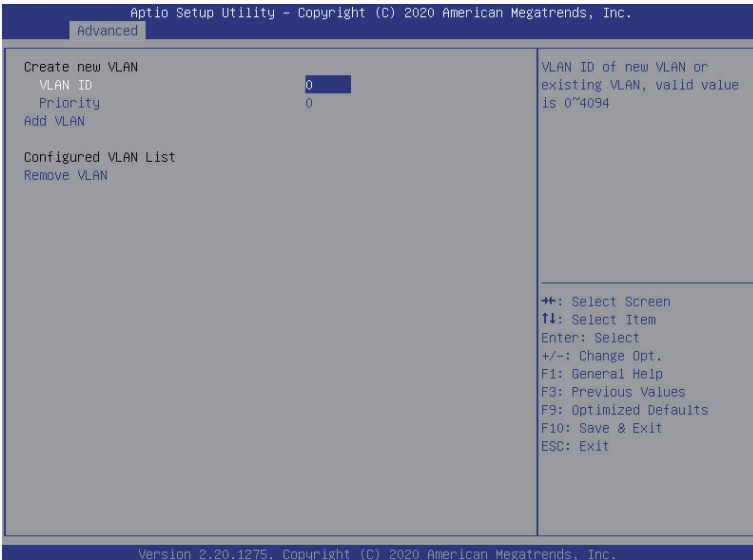 Aptio Setup Utility – Copyright (C) 2020 American Megatrends, Inc.
Advanced
Create new VLAN
VLAN ID 0
Priority 0
Add VLAN
Configured VLAN List
Remove VLAN
VLAN ID of new VLAN or
existing VLAN, valid value
is 0~4094
→←: Select Screen
↑↓: Select Item
Enter: Select
+/-: Change Opt.
F1: General Help
F3: Previous Values
F9: Optimized Defaults
F10: Save & Exit
ESC: Exit
Version 2.20.1275. Copyright (C) 2020 American Megatrends, Inc.